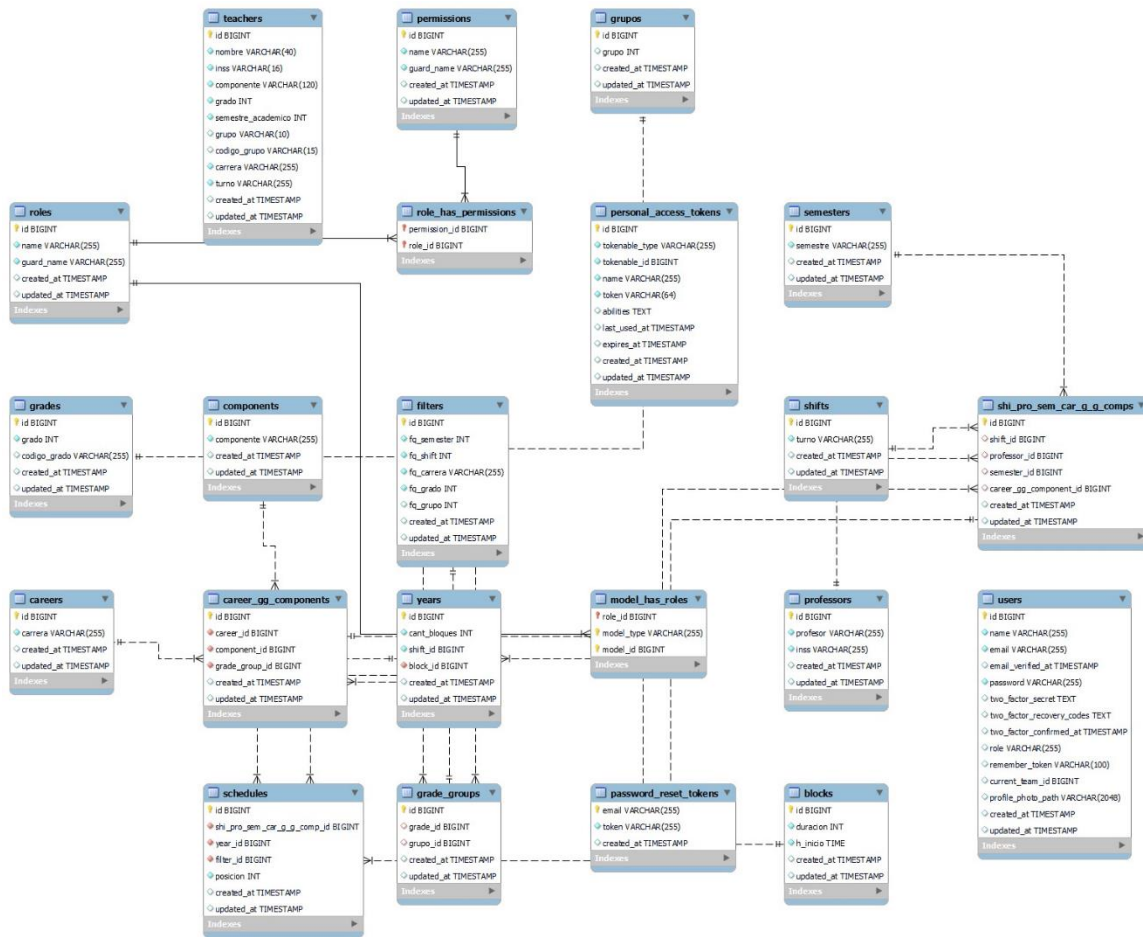 teachers
id BIGINT
nombre VARCHAR(40)
inss VARCHAR(16)
componente VARCHAR(120)
grado INT
semestre_academico INT
grupo VARCHAR(10)
codigo_grupo VARCHAR(15)
carrera VARCHAR(255)
turno VARCHAR(255)
created_at TIMESTAMP
updated_at TIMESTAMP
Indexes
permissions
id BIGINT
name VARCHAR(255)
guard_name VARCHAR(255)
created_at TIMESTAMP
updated_at TIMESTAMP
Indexes
grupos
id BIGINT
grupo INT
created_at TIMESTAMP
updated_at TIMESTAMP
Indexes
roles
id BIGINT
name VARCHAR(255)
guard_name VARCHAR(255)
created_at TIMESTAMP
updated_at TIMESTAMP
Indexes
role_has_permissions
permission_id BIGINT
role_id BIGINT
Indexes
personal_access_tokens
id BIGINT
tokenable_type VARCHAR(255)
tokenable_id BIGINT
name VARCHAR(255)
token VARCHAR(64)
abilities TEXT
last_used_at TIMESTAMP
expires_at TIMESTAMP
created_at TIMESTAMP
updated_at TIMESTAMP
Indexes
semesters
id BIGINT
semestre VARCHAR(255)
created_at TIMESTAMP
updated_at TIMESTAMP
Indexes
grades
id BIGINT
grado INT
codigo_grado VARCHAR(255)
created_at TIMESTAMP
updated_at TIMESTAMP
Indexes
components
id BIGINT
componente VARCHAR(255)
created_at TIMESTAMP
updated_at TIMESTAMP
Indexes
filters
id BIGINT
fq_semester INT
fq_shift INT
fq_carrera VARCHAR(255)
fq_grado INT
fq_grupo INT
created_at TIMESTAMP
updated_at TIMESTAMP
Indexes
shifts
id BIGINT
turno VARCHAR(255)
created_at TIMESTAMP
updated_at TIMESTAMP
Indexes
shi_pro_sem_car_g_g_comps
id BIGINT
shift_id BIGINT
professor_id BIGINT
semester_id BIGINT
career_gg_component_id BIGINT
created_at TIMESTAMP
updated_at TIMESTAMP
Indexes
careers
id BIGINT
carrera VARCHAR(255)
created_at TIMESTAMP
updated_at TIMESTAMP
Indexes
career_gg_components
id BIGINT
career_id BIGINT
component_id BIGINT
grade_group_id BIGINT
created_at TIMESTAMP
updated_at TIMESTAMP
Indexes
years
id BIGINT
cant_bloques INT
shift_id BIGINT
block_id BIGINT
created_at TIMESTAMP
updated_at TIMESTAMP
Indexes
model_has_roles
role_id BIGINT
model_type VARCHAR(255)
model_id BIGINT
Indexes
professors
id BIGINT
profesor VARCHAR(255)
inss VARCHAR(255)
created_at TIMESTAMP
updated_at TIMESTAMP
Indexes
users
id BIGINT
name VARCHAR(255)
email VARCHAR(255)
email_verified_at TIMESTAMP
password VARCHAR(255)
two_factor_secret TEXT
two_factor_recovery_codes TEXT
two_factor_confirmed_at TIMESTAMP
role VARCHAR(255)
remember_token VARCHAR(100)
current_team_id BIGINT
profile_photo_path VARCHAR(2048)
created_at TIMESTAMP
updated_at TIMESTAMP
Indexes
schedules
id BIGINT
shi_pro_sem_car_g_g_comp_id BIGINT
year_id BIGINT
filter_id BIGINT
posicion INT
created_at TIMESTAMP
updated_at TIMESTAMP
Indexes
grade_groups
id BIGINT
grade_id BIGINT
grupo_id BIGINT
created_at TIMESTAMP
updated_at TIMESTAMP
Indexes
password_reset_tokens
email VARCHAR(255)
token VARCHAR(255)
created_at TIMESTAMP
Indexes
blocks
id BIGINT
duracion INT
h_inicio TIME
created_at TIMESTAMP
updated_at TIMESTAMP
Indexes